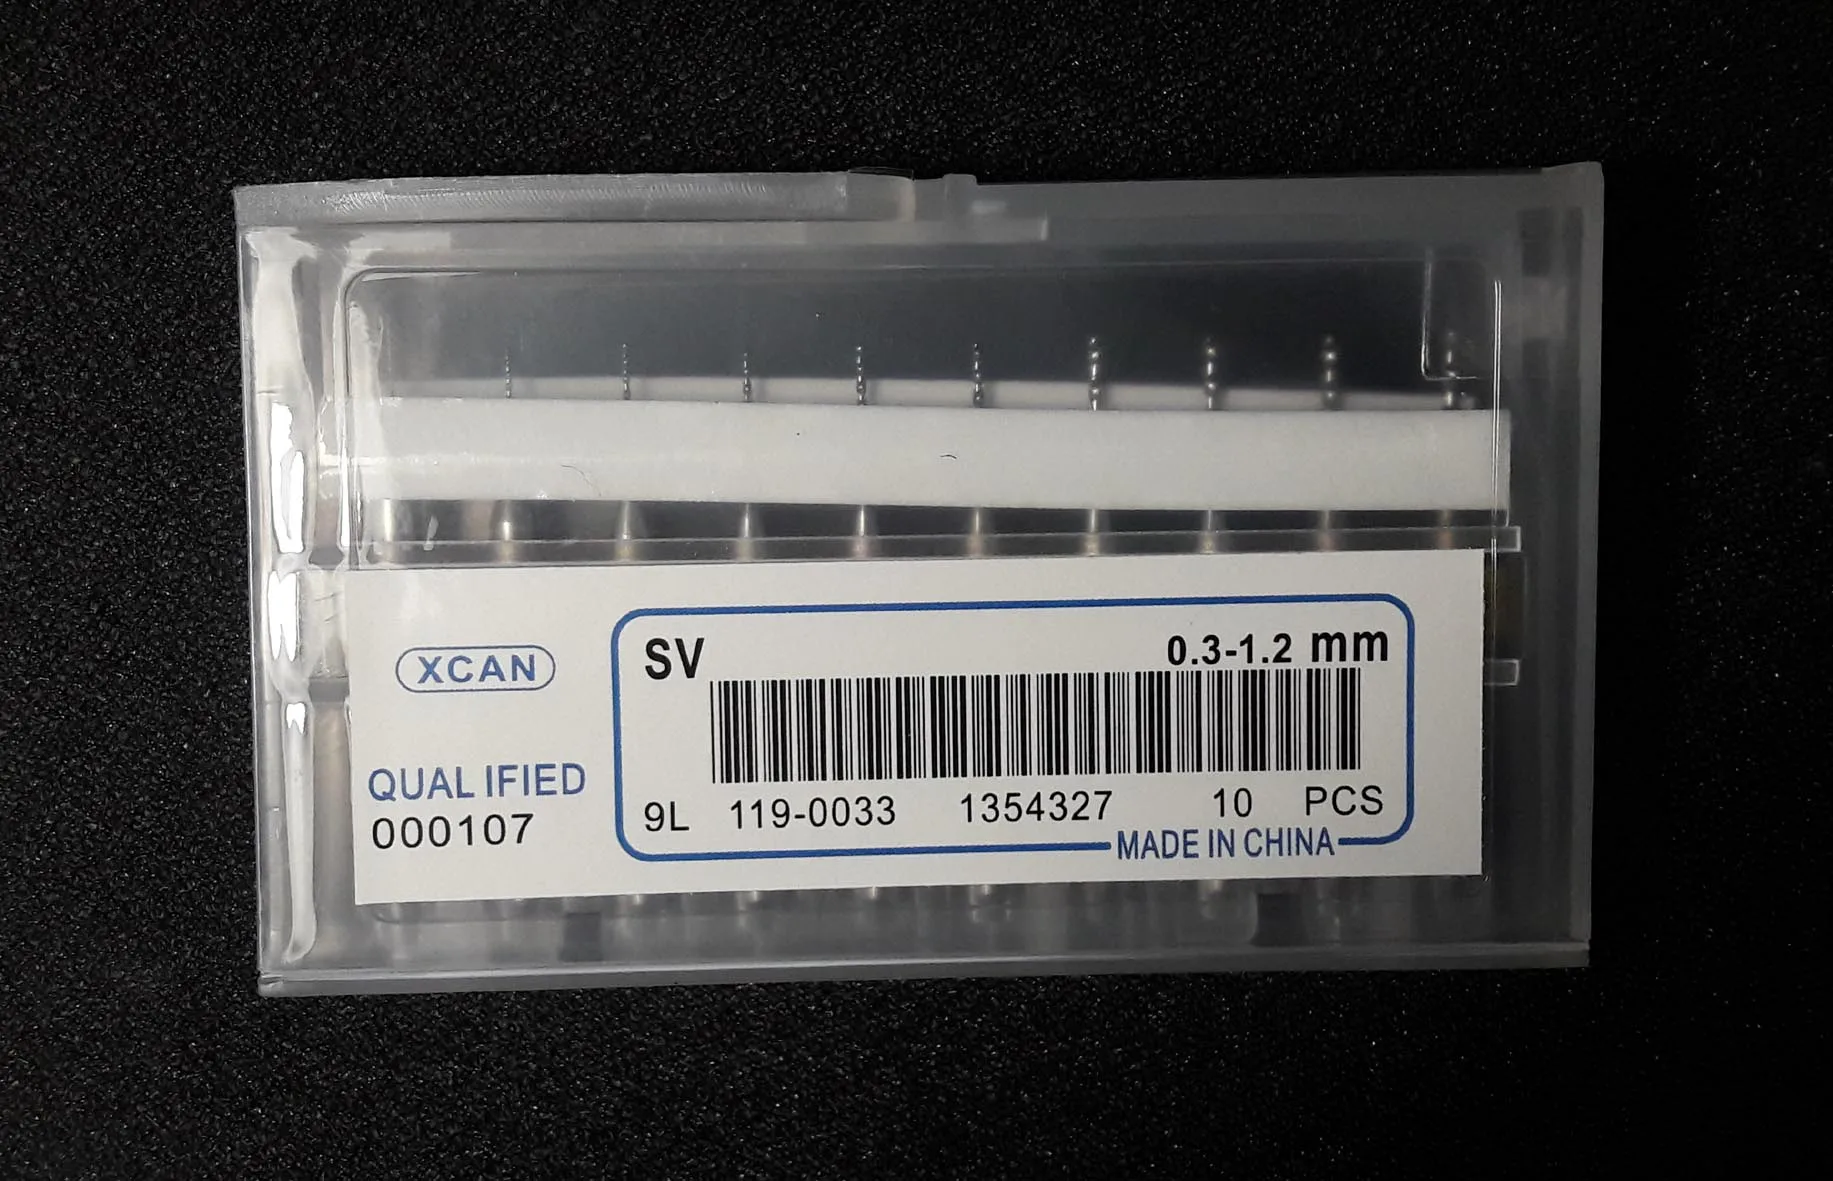 XCAN
QUAL IFIED
000107
SV 0.3-1.2 mm
9L 119-0033 1354327 10 PCS
MADE IN CHINA